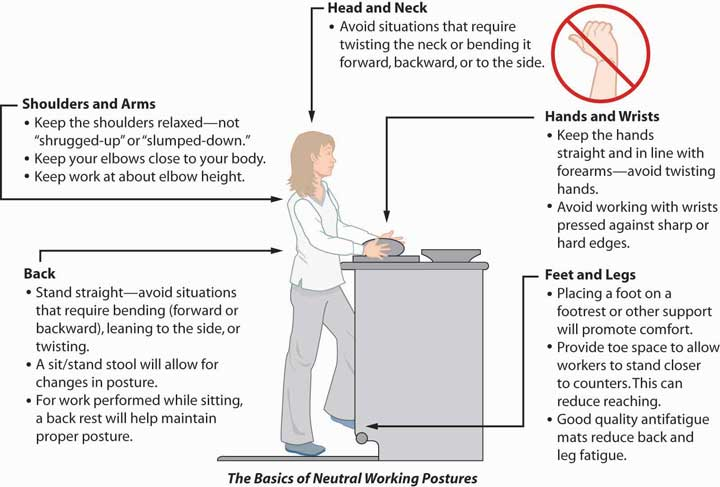 Head and Neck
• Avoid situations that require
twisting the neck or bending it
forward, backward, or to the side.
Shoulders and Arms
• Keep the shoulders relaxed—not
"shrugged-up" or "slumped-down."
• Keep your elbows close to your body.
• Keep work at about elbow height.
Hands and Wrists
• Keep the hands
straight and in line with
forearms—avoid twisting
hands.
• Avoid working with wrists
pressed against sharp or
hard edges.
Back
• Stand straight—avoid situations
that require bending (forward or
backward), leaning to the side, or
twisting.
• A sit/stand stool will allow for
changes in posture.
• For work performed while sitting,
a back rest will help maintain
proper posture.
Feet and Legs
• Placing a foot on a
footrest or other support
will promote comfort.
• Provide toe space to allow
workers to stand closer
to counters. This can
reduce reaching.
• Good quality antifatigue
mats reduce back and
leg fatigue.
The Basics of Neutral Working Postures